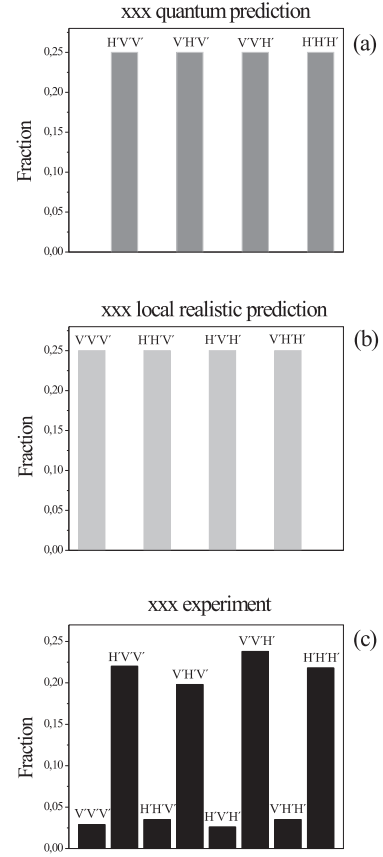 xxx quantum prediction
(a)
H′V′V′ V′H′V′ V′V′H′ H′H′H′
0,25
0,20
0,15
0,10
0,05
0,00
Fraction
xxx local realistic prediction
(b)
V′V′V′ H′H′V′ H′V′H′ V′H′H′
0,25
0,20
0,15
0,10
0,05
0,00
Fraction
xxx experiment
(c)
H′V′V′ V′H′V′ V′V′H′ H′H′H′
V′V′V′ H′H′V′ H′V′H′ V′H′H′
0,25
0,20
0,15
0,10
0,05
0,00
Fraction